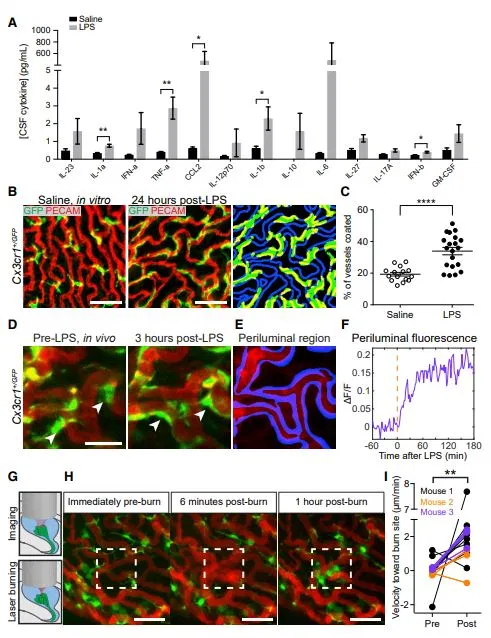 A
Saline
LPS
[CSF cytokine] (pg/mL)
1000
800
600
5
4
3
2
1
0
**
**
*
*
*
IL-23
IL-1a
IFN-a
TNF-a
CCL2
IL-12p70
IL-1b
IL-10
IL-6
IL-27
IL-17A
IFN-b
GM-CSF
B
Saline, in vitro
24 hours post-LPS
GFP PECAM
GFP PECAM
Cx3cr1+/GFP
C
****
% of vessels coated
60
40
20
0
Saline
LPS
D
Pre-LPS, in vivo
3 hours post-LPS
Cx3cr1+/GFP
E
Periluminal region
F
Periluminal fluorescence
ΔF/F
0.2
0.15
0.1
0.05
0
-60
0
60
120
180
Time after LPS (min)
G
Imaging
Laser burning
H
Immediately pre-burn
6 minutes post-burn
1 hour post-burn
I
**
Mouse 1
Mouse 2
Mouse 3
Velocity toward burn site (μm/min)
8
7
4
2
0
-2
Pre
Post